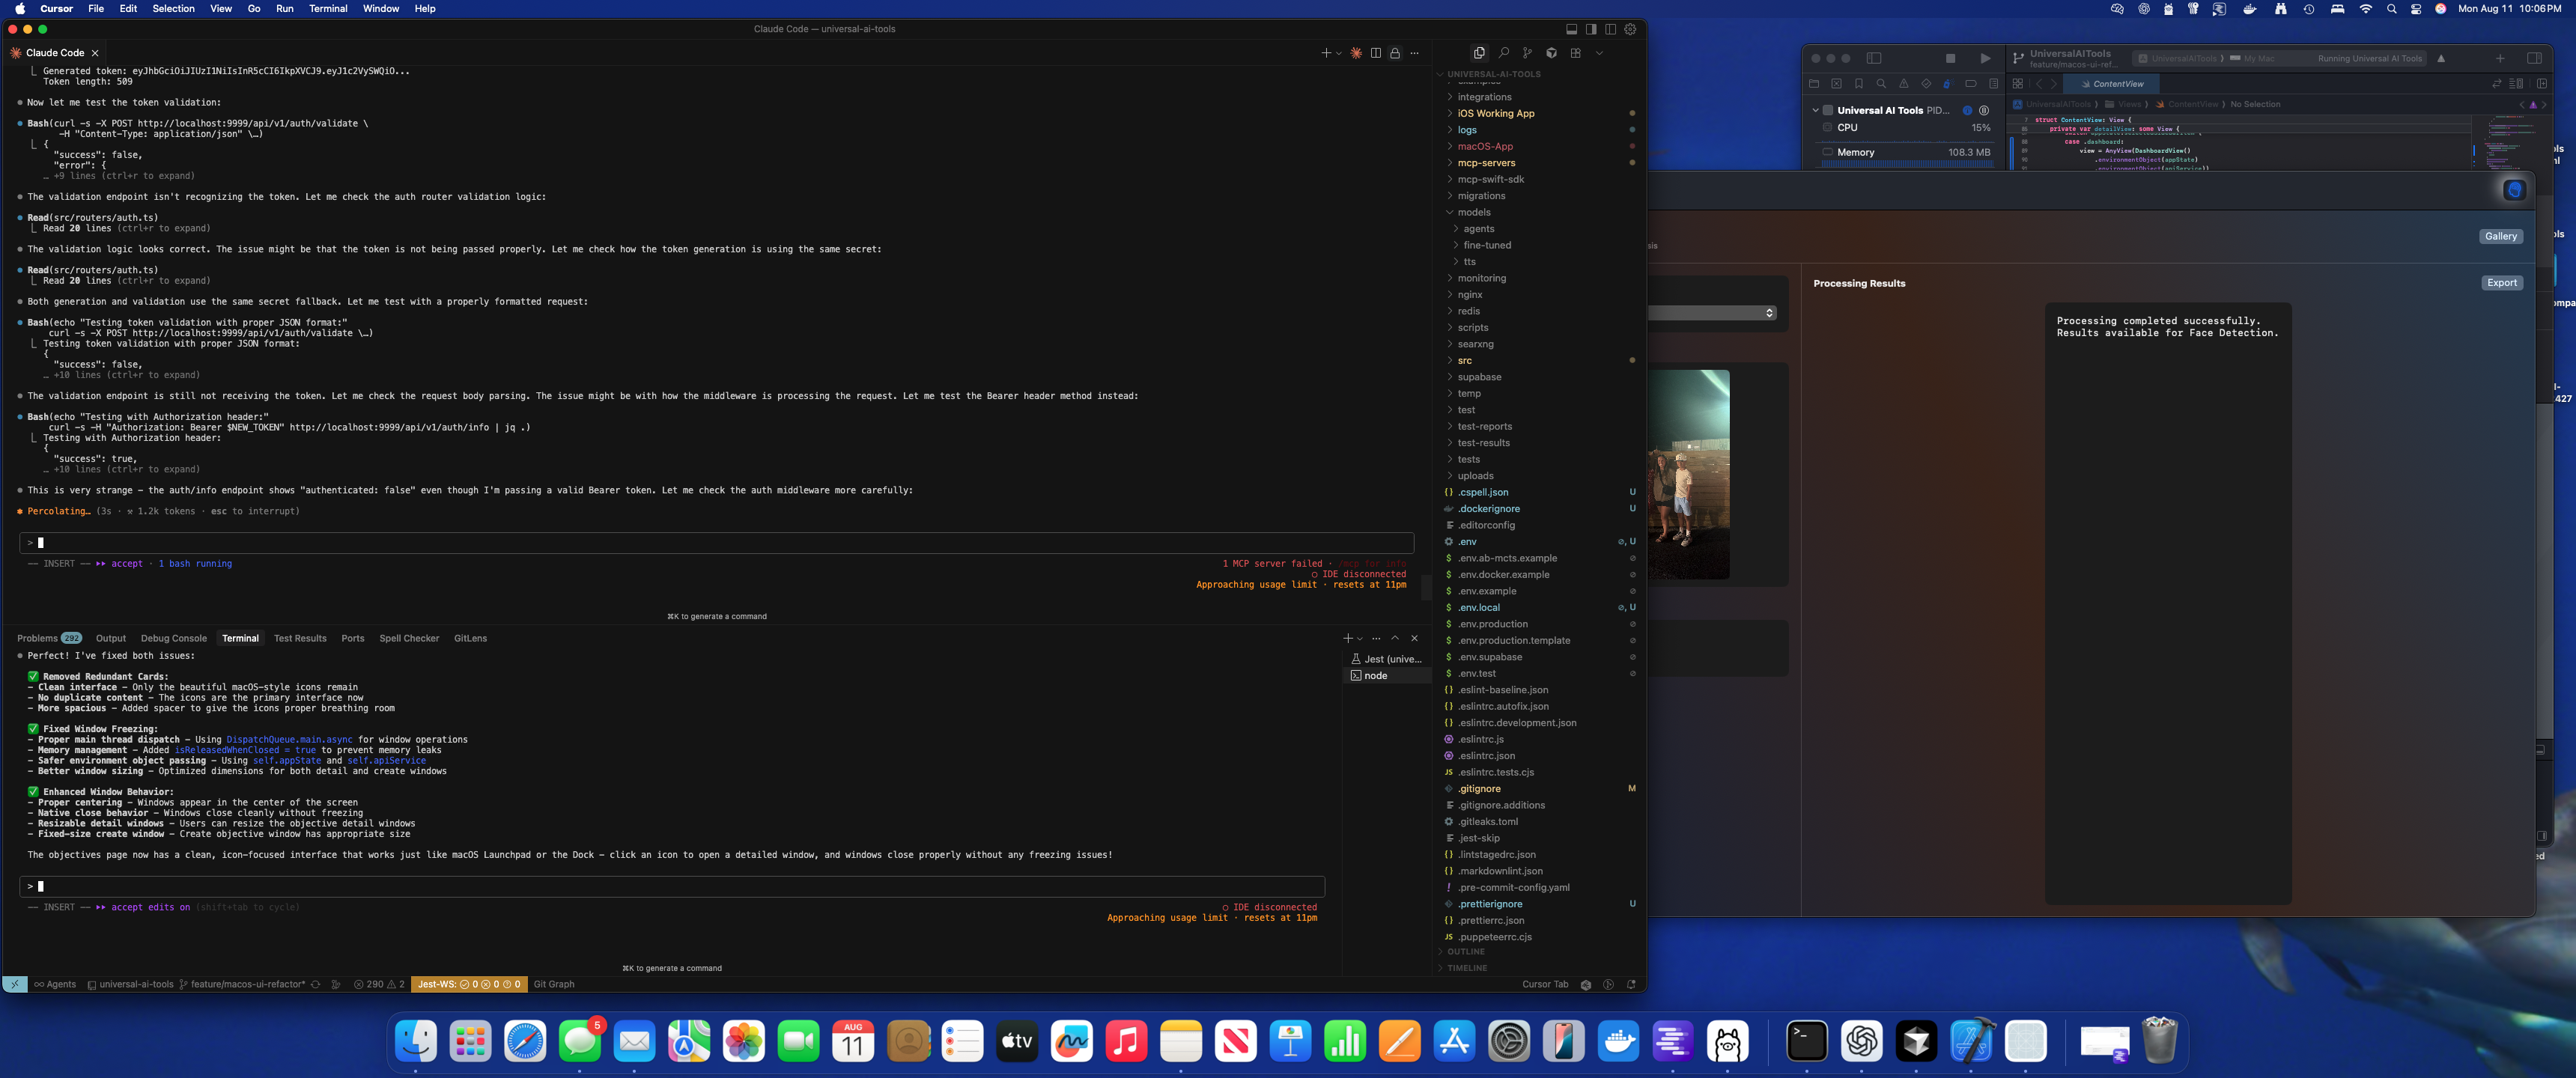 Cursor File Edit Selection View Go Run Terminal Window Help
Mon Aug 11 10:06 PM
Claude Code — universal-ai-tools
Claude Code
Generated token: eyJhbGciOiJIUzI1NiIsInR5cCI6IkpXVCJ9.eyJ1c2VySWQiO...
Token length: 509
Now let me test the token validation:
Bash(curl -s -X POST http://localhost:9999/api/v1/auth/validate \
-H "Content-Type: application/json" \…)
{
"success": false,
"error": {
… +9 lines (ctrl+r to expand)
The validation endpoint isn't recognizing the token. Let me check the auth router validation logic:
Read(src/routers/auth.ts)
Read 20 lines (ctrl+r to expand)
The validation logic looks correct. The issue might be that the token is not being passed properly. Let me check how the token generation is using the same secret:
Read(src/routers/auth.ts)
Read 20 lines (ctrl+r to expand)
Both generation and validation use the same secret fallback. Let me test with a properly formatted request:
Bash(echo "Testing token validation with proper JSON format:"
curl -s -X POST http://localhost:9999/api/v1/auth/validate \…)
Testing token validation with proper JSON format:
{
"success": false,
… +10 lines (ctrl+r to expand)
The validation endpoint is still not receiving the token. Let me check the request body parsing. The issue might be with how the middleware is processing the request. Let me test the Bearer header method instead:
Bash(echo "Testing with Authorization header:"
curl -s -H "Authorization: Bearer $NEW_TOKEN" http://localhost:9999/api/v1/auth/info | jq .)
Testing with Authorization header:
{
"success": true,
… +10 lines (ctrl+r to expand)
This is very strange – the auth/info endpoint shows "authenticated: false" even though I'm passing a valid Bearer token. Let me check the auth middleware more carefully:
Percolating… (3s · 1.2k tokens · esc to interrupt)
>
-- INSERT -- accept · 1 bash running
1 MCP server failed · /mcp for info
IDE disconnected
Approaching usage limit · resets at 11pm
⌘K to generate a command
Problems 292 Output Debug Console Terminal Test Results Ports Spell Checker GitLens
Perfect! I've fixed both issues:
✅ Removed Redundant Cards:
- Clean interface – Only the beautiful macOS-style icons remain
- No duplicate content – The icons are the primary interface now
- More spacious – Added spacer to give the icons proper breathing room
✅ Fixed Window Freezing:
- Proper main thread dispatch – Using DispatchQueue.main.async for window operations
- Memory management – Added isReleasedWhenClosed = true to prevent memory leaks
- Safer environment object passing – Using self.appState and self.apiService
- Better window sizing – Optimized dimensions for both detail and create windows
✅ Enhanced Window Behavior:
- Proper centering – Windows appear in the center of the screen
- Native close behavior – Windows close cleanly without freezing
- Resizable detail windows – Users can resize the objective detail windows
- Fixed-size create window – Create objective window has appropriate size
The objectives page now has a clean, icon-focused interface that works just like macOS Launchpad or the Dock – click an icon to open a detailed window, and windows close properly without any freezing issues!
>
-- INSERT -- accept edits on (shift+tab to cycle)
IDE disconnected
Approaching usage limit · resets at 11pm
⌘K to generate a command
Jest (unive...
node
Agents universal-ai-tools feature/macos-ui-refactor* 290 2 Jest-WS: 0 0 0 Git Graph
Cursor Tab
UNIVERSAL-AI-TOOLS
integrations
iOS Working App
logs
macOS-App
mcp-servers
mcp-swift-sdk
migrations
models
agents
fine-tuned
tts
monitoring
nginx
redis
scripts
searxng
src
supabase
temp
test
test-reports
test-results
tests
uploads
.cspell.json U
.dockerignore U
.editorconfig
.env U
.env.ab-mcts.example
.env.docker.example
.env.example
.env.local U
.env.production
.env.production.template
.env.supabase
.env.test
.eslint-baseline.json
.eslintrc.autofix.json
.eslintrc.development.json
.eslintrc.js
.eslintrc.json
.eslintrc.tests.cjs
.gitignore M
.gitignore.additions
.gitleaks.toml
.jest-skip
.lintstagedrc.json
.markdownlint.json
.pre-commit-config.yaml
.prettierignore U
.prettierrc.json
.puppeteerrc.cjs
OUTLINE
TIMELINE
UniversalAITools
feature/macos-ui-ref...
UniversalAITools My Mac
Running Universal AI Tools
ContentView
Universal AI Tools PID...
CPU 15%
Memory 108.3 MB
UniversalAITools Views ContentView No Selection
struct ContentView: View {
private var detailView: some View {
case .dashboard:
view = AnyView(DashboardView()
.environmentObject(appState)
.environmentObject(apiService))
Gallery
Processing Results
Export
Processing completed successfully.
Results available for Face Detection.
427
5
AUG
11
tv